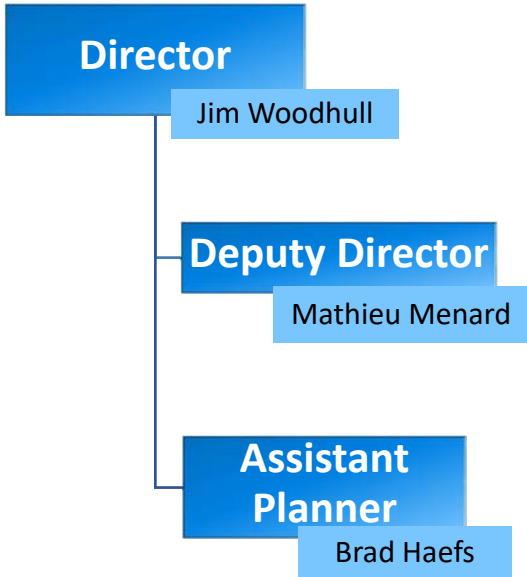 Director
Jim Woodhull
Deputy Director
Mathieu Menard
Assistant
Planner
Brad Haefs